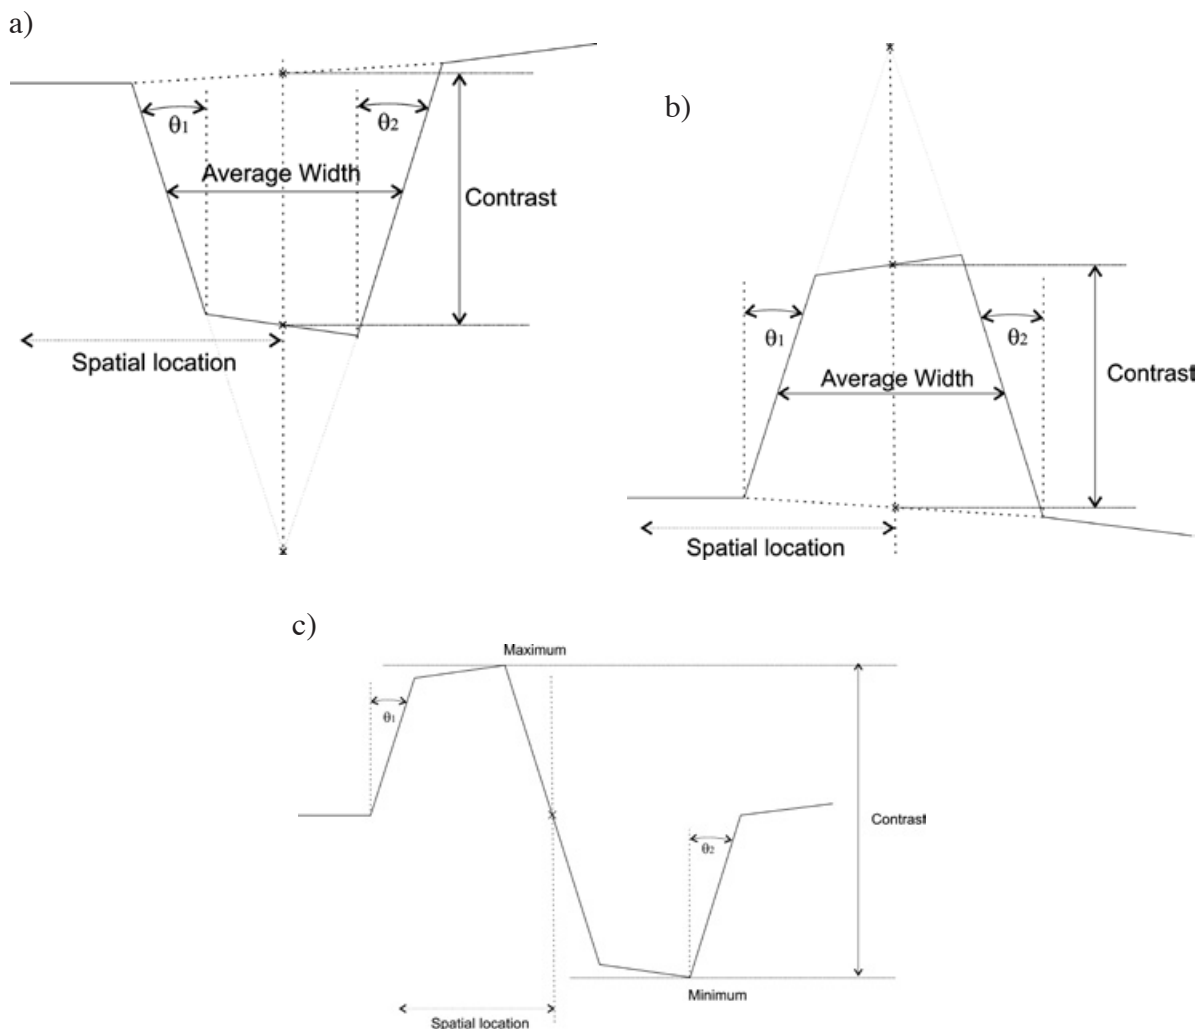 a)
θ1
θ2
Average Width
Contrast
Spatial location
b)
θ1
θ2
Average Width
Contrast
Spatial location
c)
Maximum
θ1
Contrast
θ2
Minimum
Spatial location